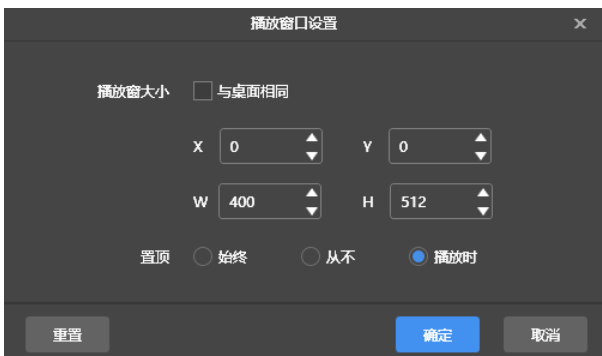 播放窗口设置
播放窗大小 与桌面相同
X 0 Y 0
W 400 H 512
置顶 始终 从不 播放时
重置 确定 取消